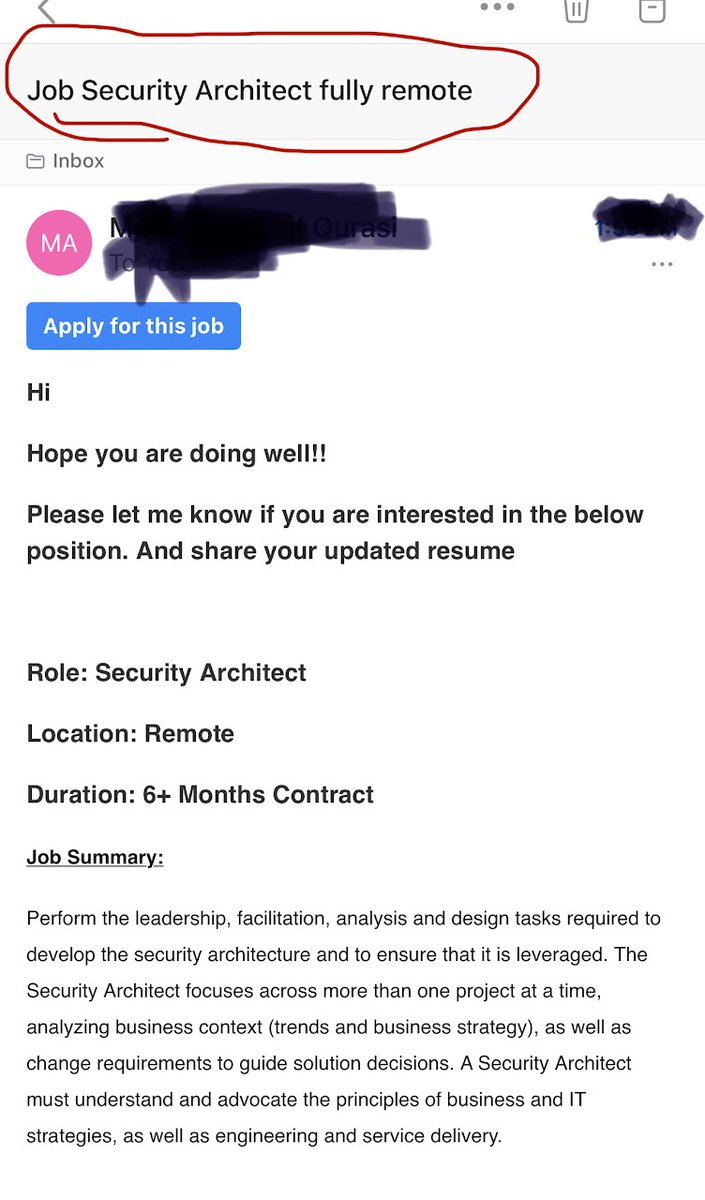 Job Security Architect fully remote
Inbox
MA
Apply for this job
Hi
Hope you are doing well!!
Please let me know if you are interested in the below
position. And share your updated resume
Role: Security Architect
Location: Remote
Duration: 6+ Months Contract
Job Summary:
Perform the leadership, facilitation, analysis and design tasks required to
develop the security architecture and to ensure that it is leveraged. The
Security Architect focuses across more than one project at a time,
analyzing business context (trends and business strategy), as well as
change requirements to guide solution decisions. A Security Architect
must understand and advocate the principles of business and IT
strategies, as well as engineering and service delivery.